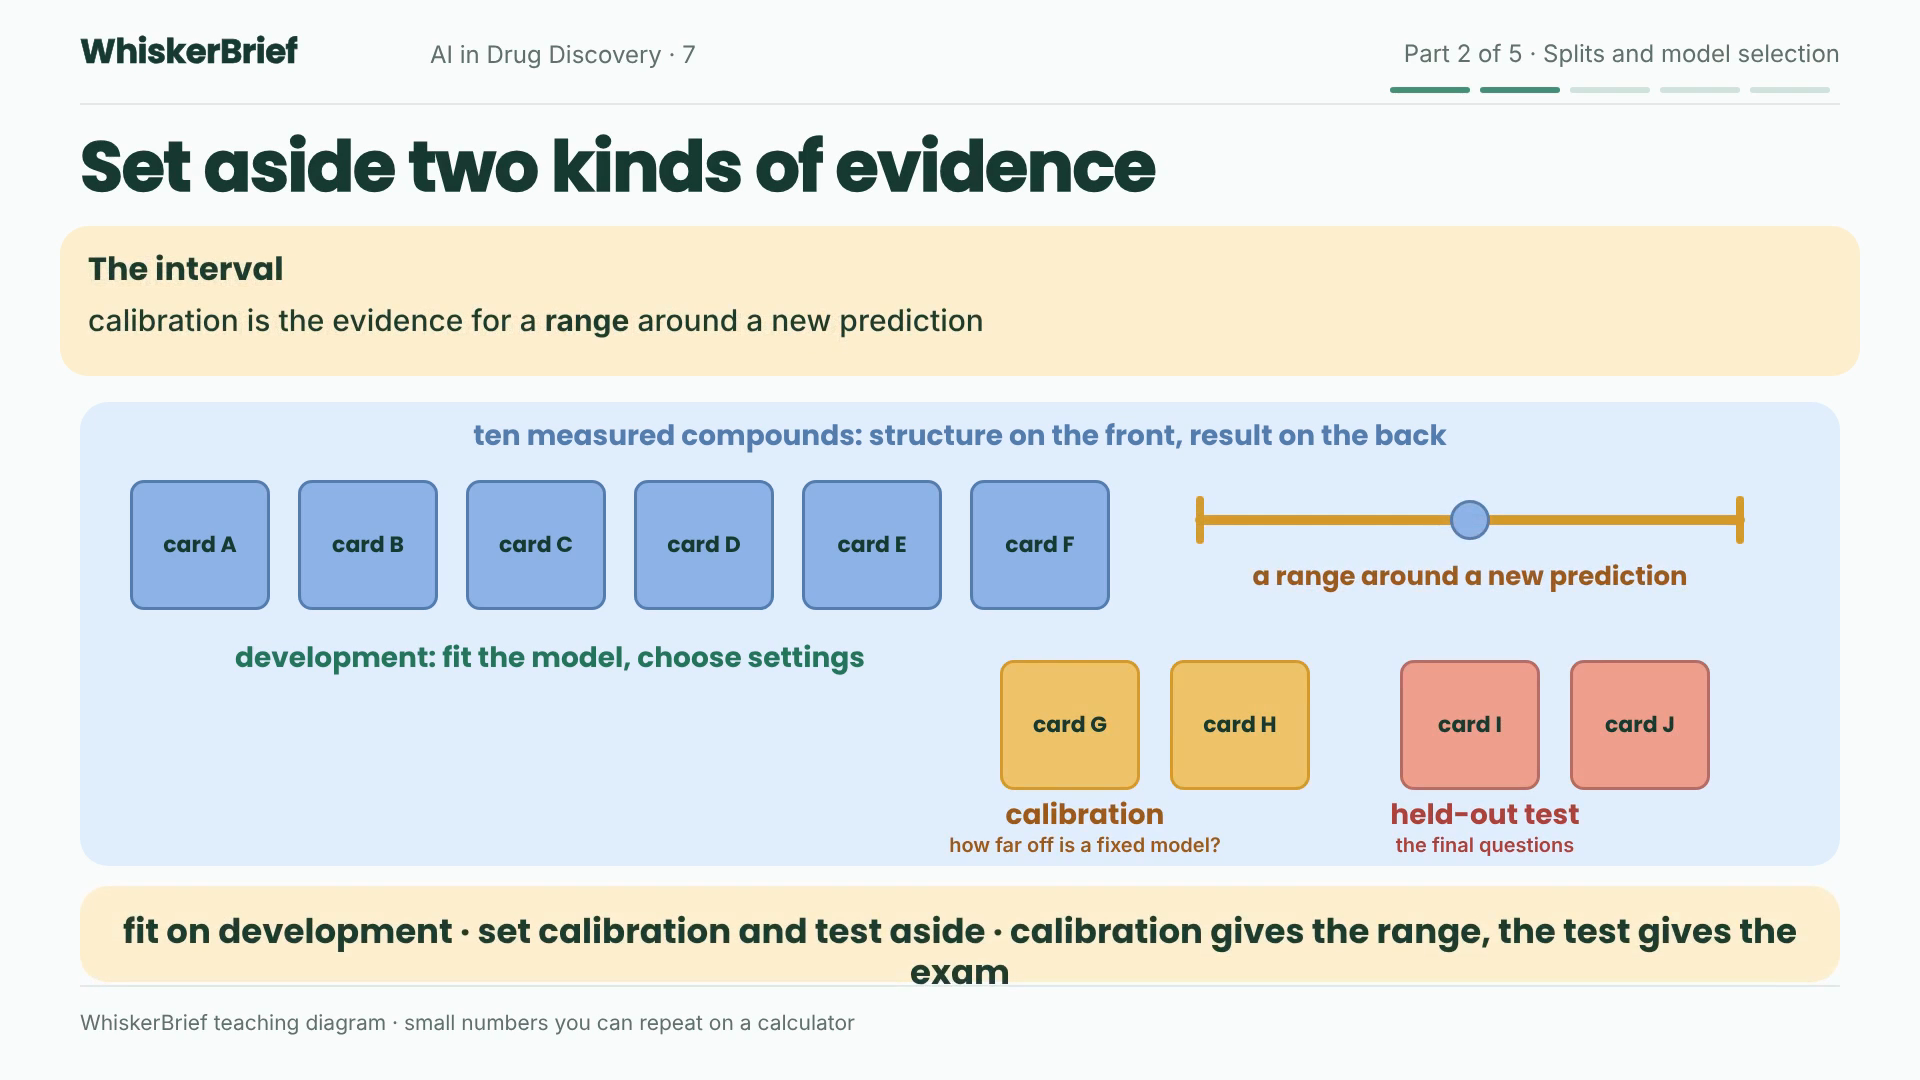 WhiskerBrief
AI in Drug Discovery · 7
Part 2 of 5 · Splits and model selection
Set aside two kinds of evidence
The interval
calibration is the evidence for a range around a new prediction
ten measured compounds: structure on the front, result on the back
card A
card B
card C
card D
card E
card F
a range around a new prediction
development: fit the model, choose settings
card G
card H
card I
card J
calibration
how far off is a fixed model?
held-out test
the final questions
fit on development · set calibration and test aside · calibration gives the range, the test gives the
exam
WhiskerBrief teaching diagram · small numbers you can repeat on a calculator